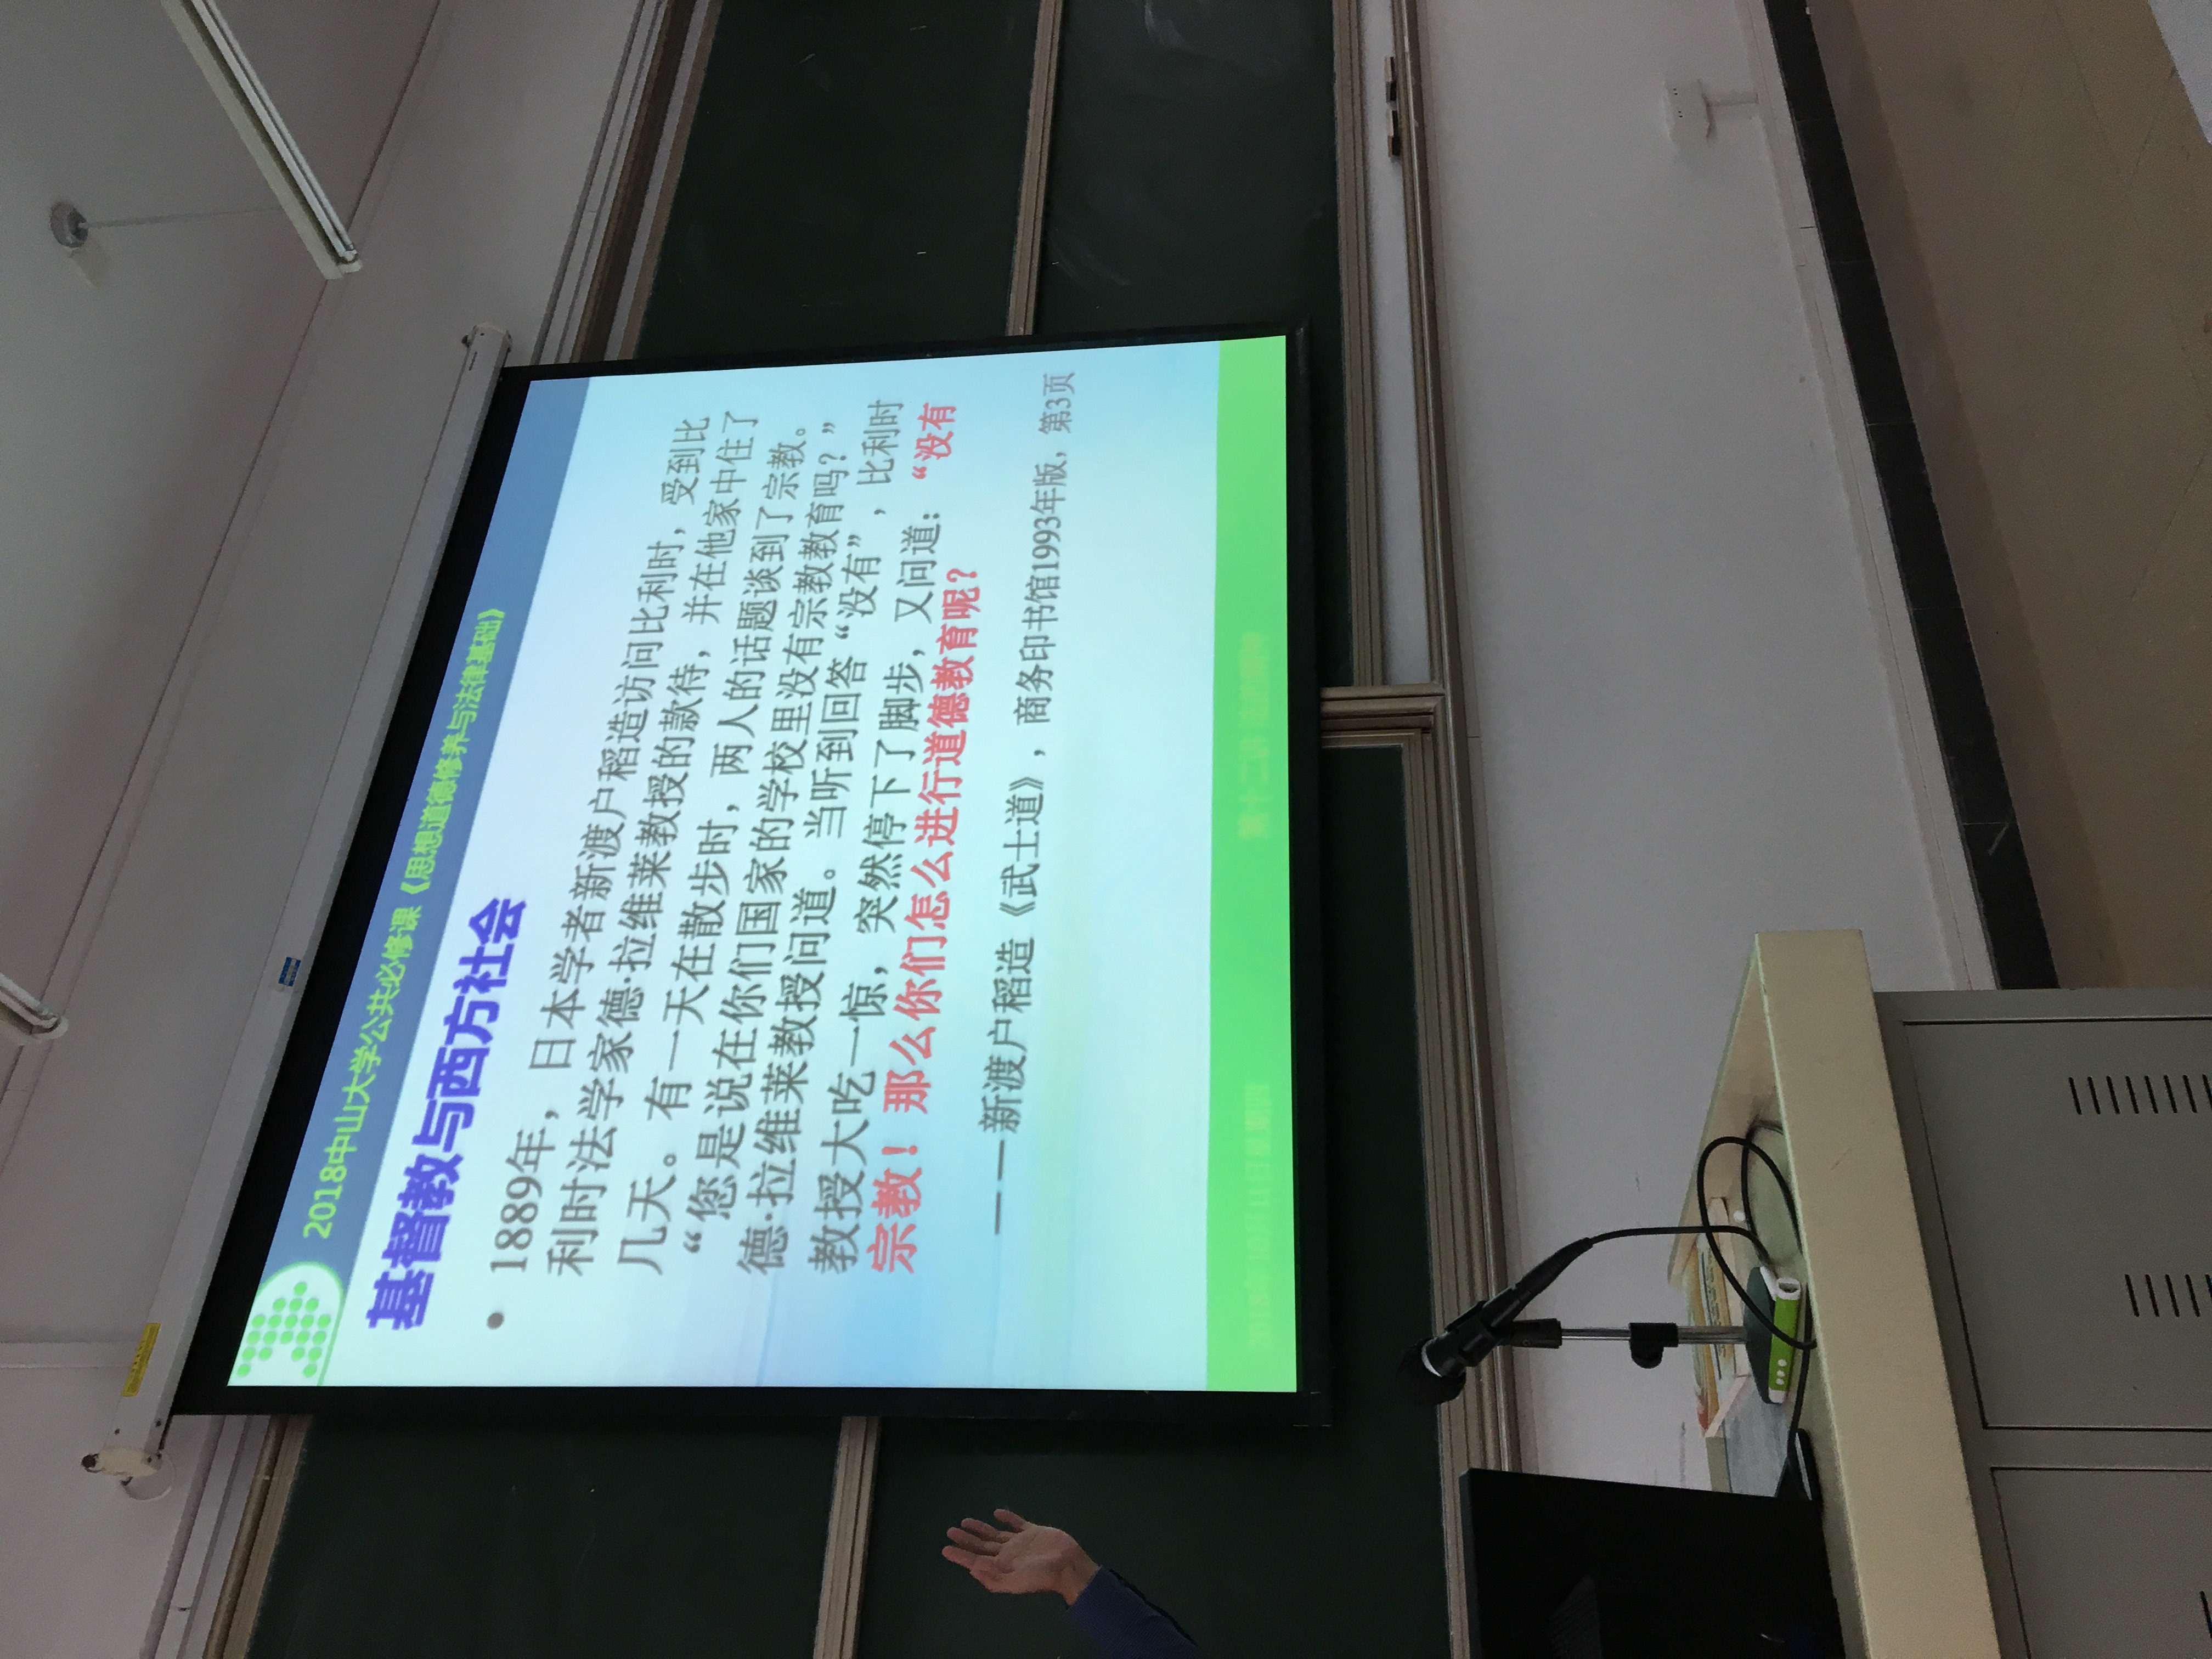 2018中山大学公共必修课《思想道德修养与法律基础》
基督教与西方社会
• 1889年，日本学者新渡户稻造访问比利时，受到比
利时法学家德·拉维莱教授的款待，并在他家中住了
几天。有一天在散步时，两人的话题谈到了宗教。
“您是说在你们国家的学校里没有宗教教育吗？”
德·拉维莱教授问道。当听到回答“没有”，比利时
教授大吃一惊，突然停下了脚步，又问道：“没有
宗教！那么你们怎么进行道德教育呢？
——新渡户稻造《武士道》，商务印书馆1993年版，第3页
2018年10月11日星期四
第十二讲